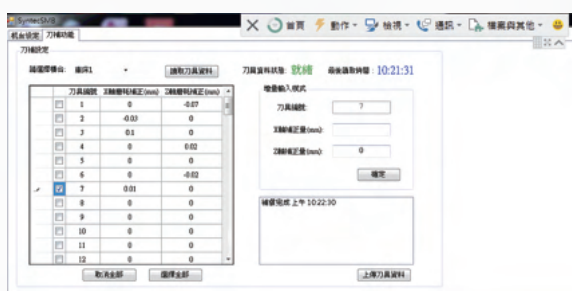 SyntecSMB
首頁 動作 檢視 通訊 檔案與其他
機台設定 刀補功能
刀補設定
請選擇機台: 車床1 讀取刀具資料 刀具資料狀態: 就緒 最後讀取時間: 10:21:31
刀具編號 X軸磨耗補正(mm) Z軸磨耗補正(mm)
1 0 -0.07
2 -0.03 0
3 0.1 0
4 0 0.02
5 0 0
6 0 -0.02
7 0.01 0
8 0 0
9 0 0
10 0 0
11 0 0
12 0 0
取消全部 選擇全部
增量輸入模式
刀具編號: 7
X軸補正量(mm):
Z軸補正量(mm): 0
確定
補償完成 上午 10:22:30
上傳刀具資料